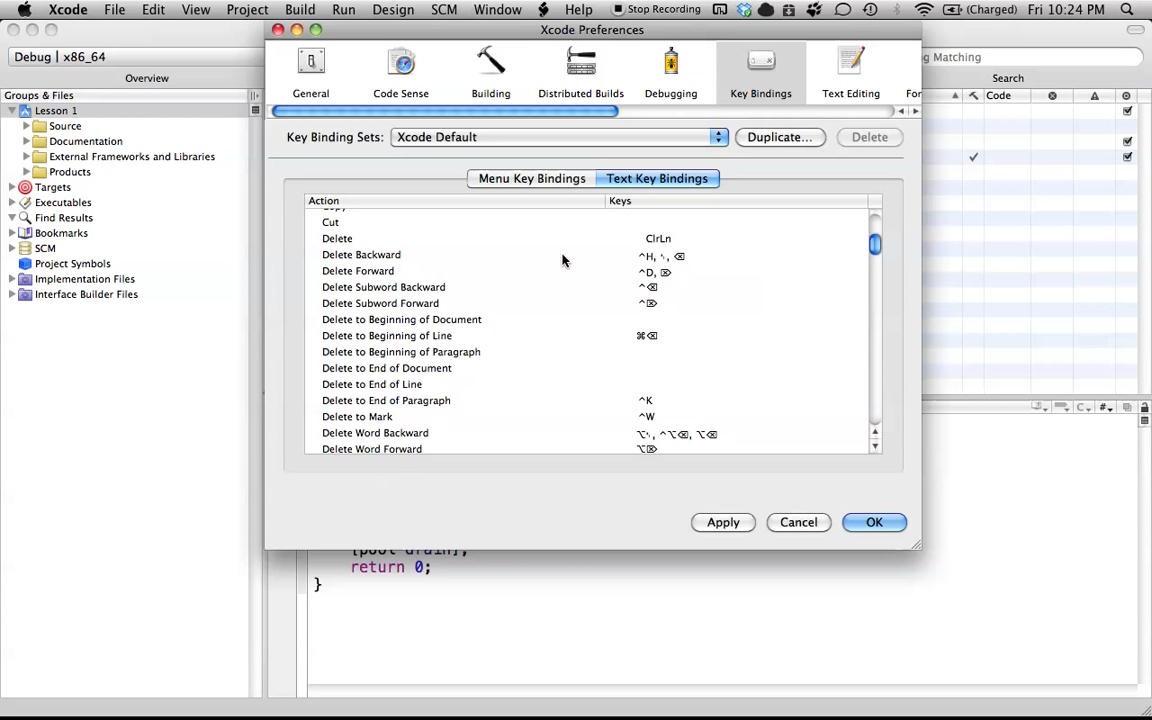 Xcode File Edit View Project Build Run Design SCM Window Help Stop Recording (Charged) Fri 10:24 PM
Xcode Preferences
Debug | x86_64
Overview
General Code Sense Building Distributed Builds Debugging Key Bindings Text Editing
Matching
Search
Groups & Files
Code
Lesson 1
Source
Documentation
External Frameworks and Libraries
Products
Targets
Executables
Find Results
Bookmarks
SCM
Project Symbols
Implementation Files
Interface Builder Files
Key Binding Sets: Xcode Default Duplicate... Delete
Menu Key Bindings Text Key Bindings
Action Keys
Copy
Cut
Delete ClrLn
Delete Backward ^H, ␈, ⌫
Delete Forward ^D, ⌦
Delete Subword Backward ^⌫
Delete Subword Forward ^⌦
Delete to Beginning of Document
Delete to Beginning of Line ⌘⌫
Delete to Beginning of Paragraph
Delete to End of Document
Delete to End of Line
Delete to End of Paragraph ^K
Delete to Mark ^W
Delete Word Backward ⌥␈, ^⌥⌫, ⌥⌫
Delete Word Forward ⌥⌦
Apply Cancel OK
[pool drain];
return 0;
}